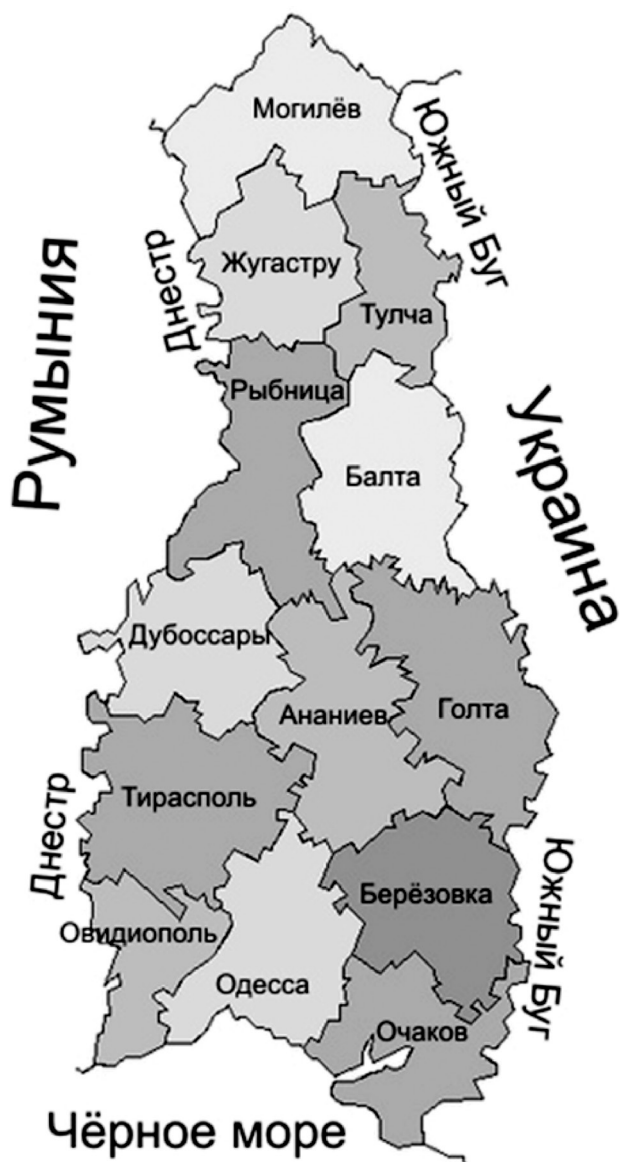 Могилёв
Южный Буг
Жугастру
Днестр
Румыния
Тулча
Рыбница
Украина
Балта
Дубоссары
Ананиев
Голта
Тирасполь
Днестр
Берёзовка
Южный Буг
Овидиополь
Одесса
Очаков
Чёрное море